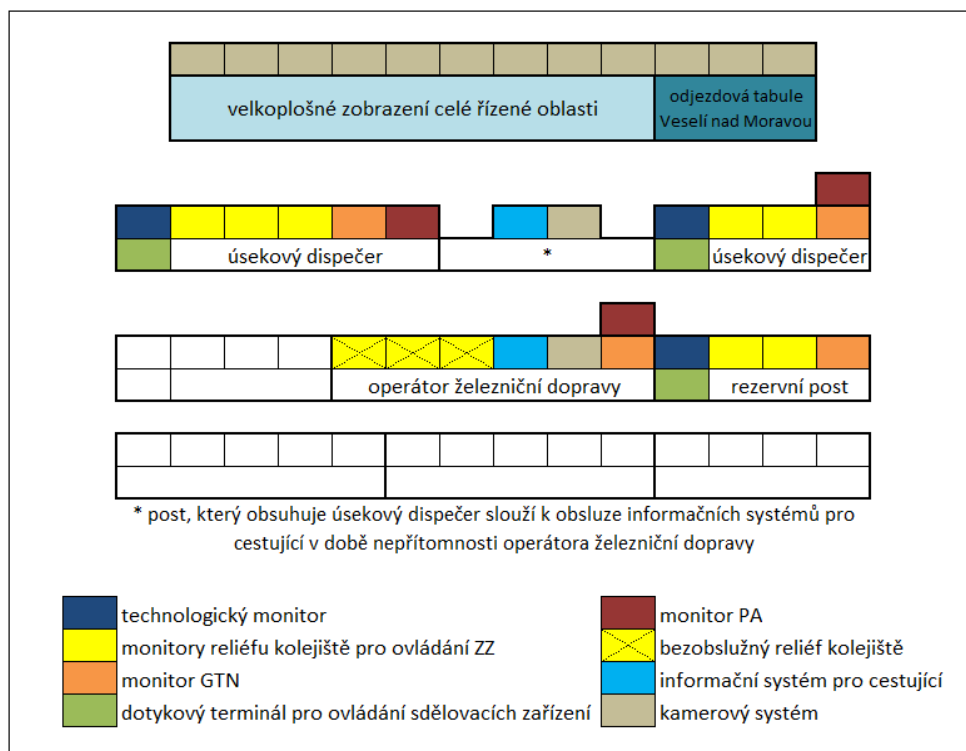 velkoplošné zobrazení celé řízené oblasti
odjezdová tabule
Veselí nad Moravou
úsekový dispečer
*
úsekový dispečer
operátor železniční dopravy
rezervní post
* post, který obsuhuje úsekový dispečer slouží k obsluze informačních systémů pro
cestující v době nepřítomnosti operátora železniční dopravy
technologický monitor
monitor PA
monitory reliéfu kolejiště pro ovládání ZZ
bezobslužný reliéf kolejiště
monitor GTN
informační systém pro cestující
dotykový terminál pro ovládání sdělovacích zařízení
kamerový systém